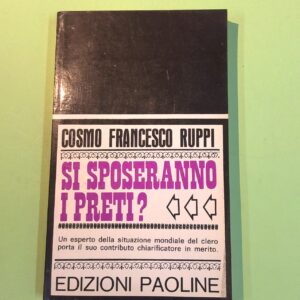 COSMO FRANCESCO RUPPI
SI SPOSERANNO
I PRETI?
Un esperto della situazione mondiale del clero
porta il suo contributo chiarificatore in merito.
EDIZIONI PAOLINE